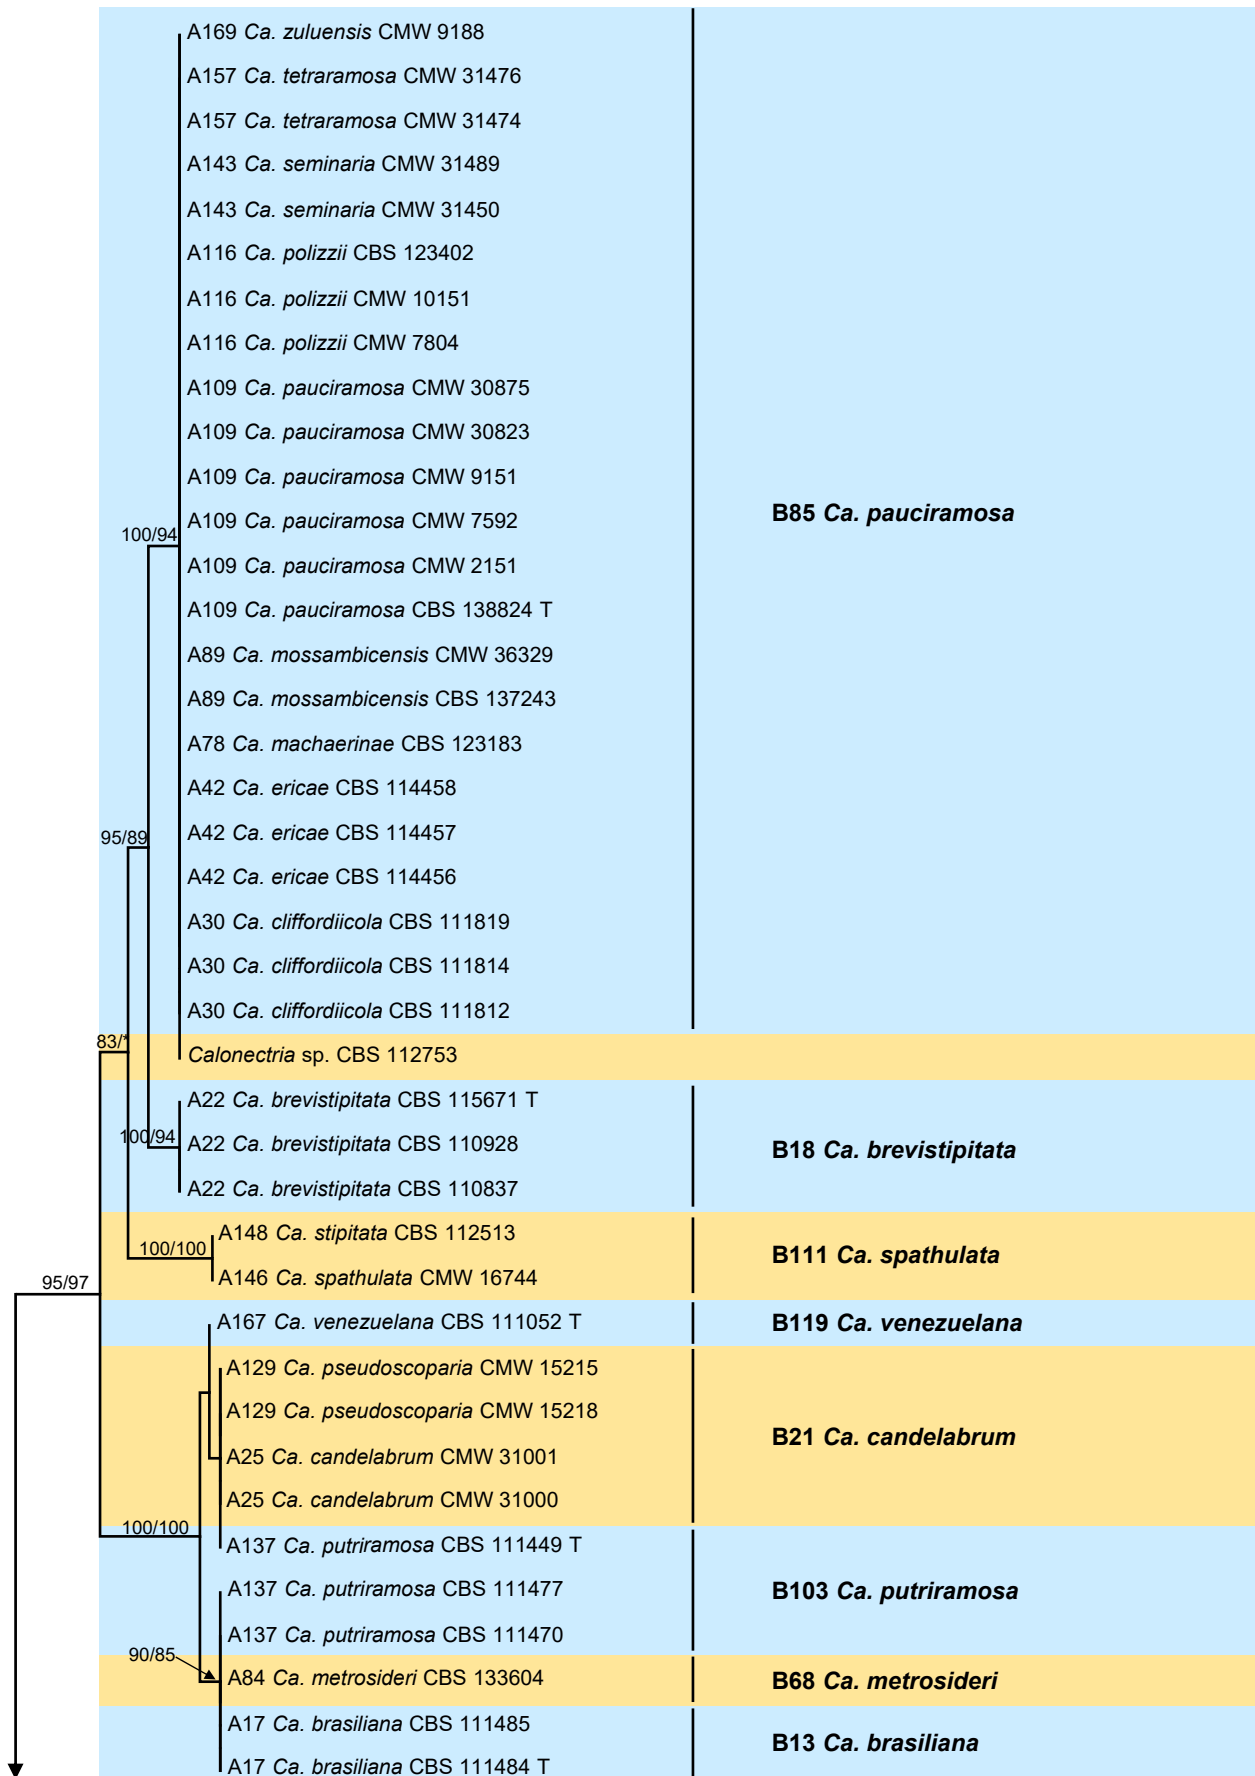 A169 Ca. zuluensis CMW 9188
A157 Ca. tetraramosa CMW 31476
A157 Ca. tetraramosa CMW 31474
A143 Ca. seminaria CMW 31489
A143 Ca. seminaria CMW 31450
A116 Ca. polizzii CBS 123402
A116 Ca. polizzii CMW 10151
A116 Ca. polizzii CMW 7804
A109 Ca. pauciramosa CMW 30875
A109 Ca. pauciramosa CMW 30823
A109 Ca. pauciramosa CMW 9151
B85 Ca. pauciramosa
A109 Ca. pauciramosa CMW 7592
100/94
A109 Ca. pauciramosa CMW 2151
A109 Ca. pauciramosa CBS 138824 T
A89 Ca. mossambicensis CMW 36329
A89 Ca. mossambicensis CBS 137243
A78 Ca. machaerinae CBS 123183
A42 Ca. ericae CBS 114458
A42 Ca. ericae CBS 114457
95/89
A42 Ca. ericae CBS 114456
A30 Ca. cliffordiicola CBS 111819
A30 Ca. cliffordiicola CBS 111814
A30 Ca. cliffordiicola CBS 111812
83/*
Calonectria sp. CBS 112753
A22 Ca. brevistipitata CBS 115671 T
100/94
A22 Ca. brevistipitata CBS 110928
B18 Ca. brevistipitata
A22 Ca. brevistipitata CBS 110837
A148 Ca. stipitata CBS 112513
100/100
B111 Ca. spathulata
A146 Ca. spathulata CMW 16744
95/97
A167 Ca. venezuelana CBS 111052 T
B119 Ca. venezuelana
A129 Ca. pseudoscoparia CMW 15215
A129 Ca. pseudoscoparia CMW 15218
B21 Ca. candelabrum
A25 Ca. candelabrum CMW 31001
A25 Ca. candelabrum CMW 31000
100/100
A137 Ca. putriramosa CBS 111449 T
A137 Ca. putriramosa CBS 111477
B103 Ca. putriramosa
A137 Ca. putriramosa CBS 111470
90/85
A84 Ca. metrosideri CBS 133604
B68 Ca. metrosideri
A17 Ca. brasiliana CBS 111485
B13 Ca. brasiliana
A17 Ca. brasiliana CBS 111484 T